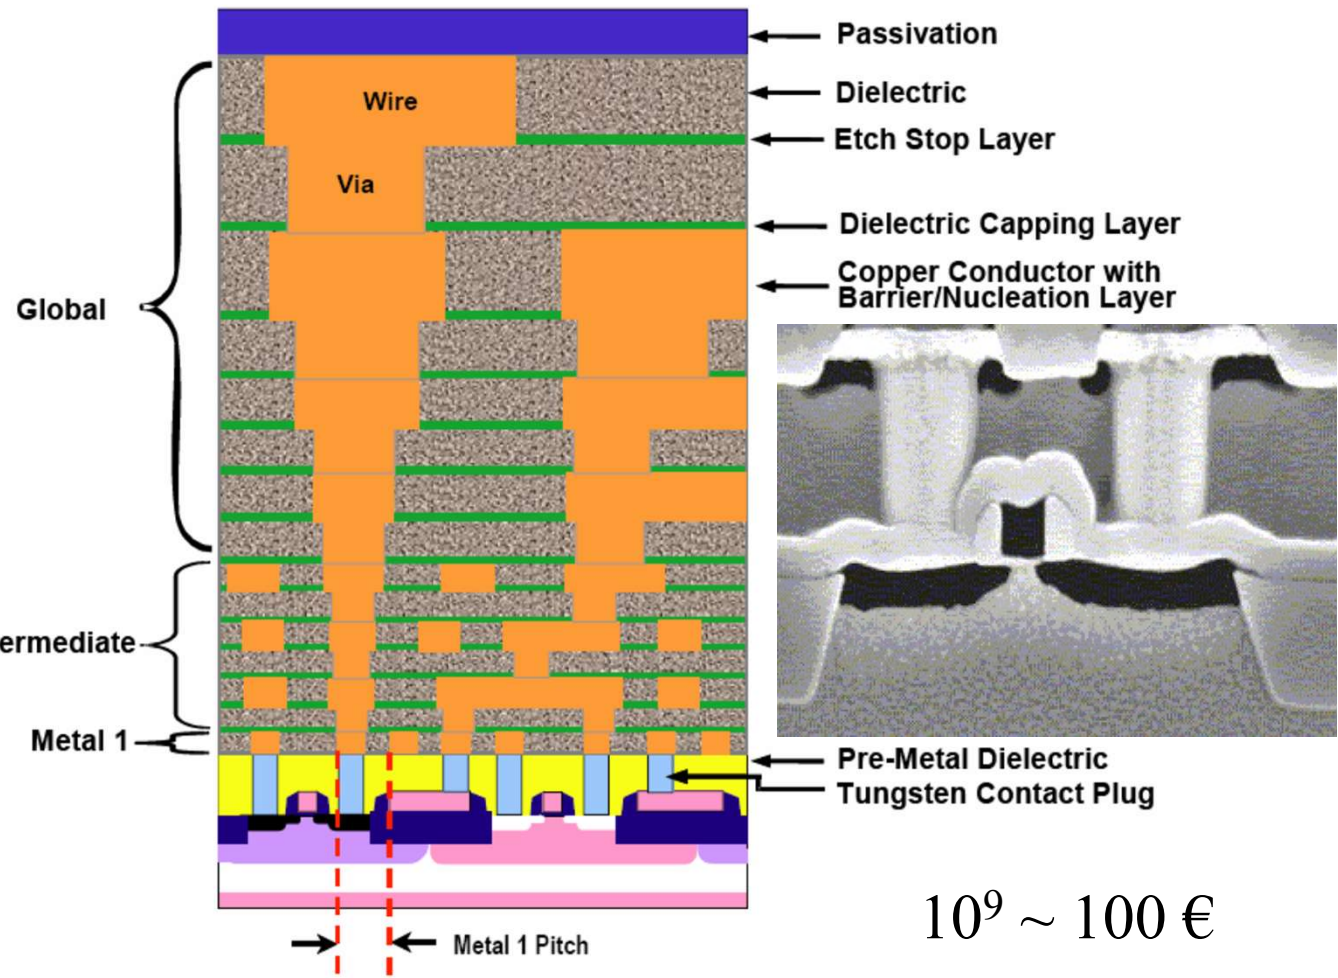 Passivation
Wire
Dielectric
Etch Stop Layer
Via
Dielectric Capping Layer
Copper Conductor with
Barrier/Nucleation Layer
Global
ermediate
Metal 1
Pre-Metal Dielectric
Tungsten Contact Plug
10⁹ ~ 100 €
Metal 1 Pitch